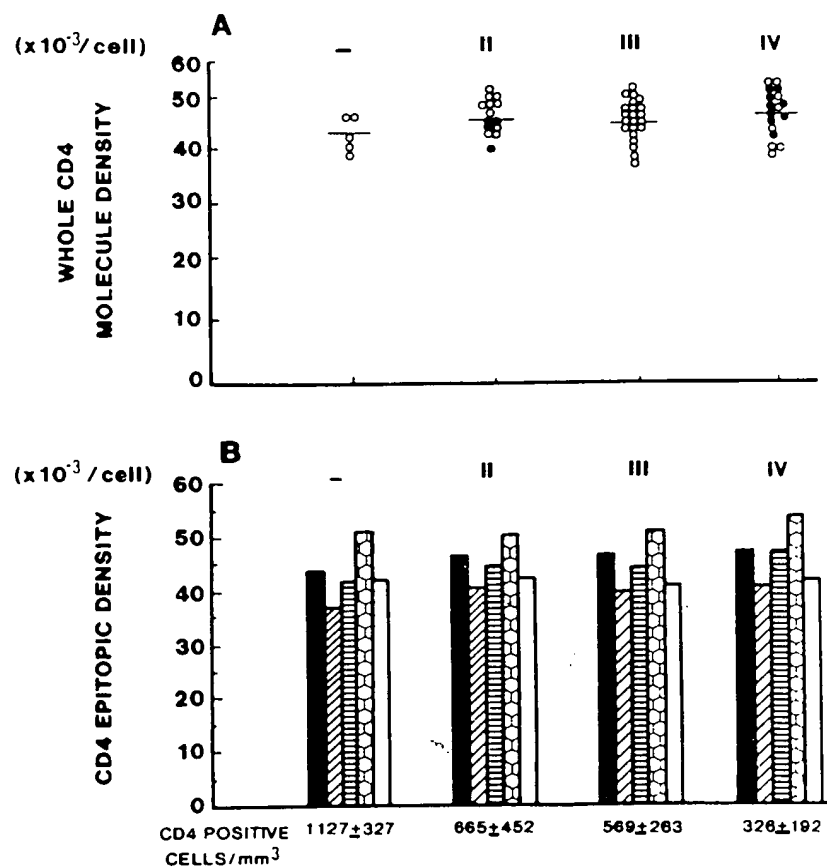 A
(x10⁻³/cell)
– II III IV
60
50
40
30
20
10
0
WHOLE CD4
MOLECULE DENSITY
B
(x10⁻³/cell)
– II III IV
60
50
40
30
20
10
0
CD4 EPITOPIC DENSITY
CD4 POSITIVE
CELLS/mm³
1127±327 665±452 569±263 326±192